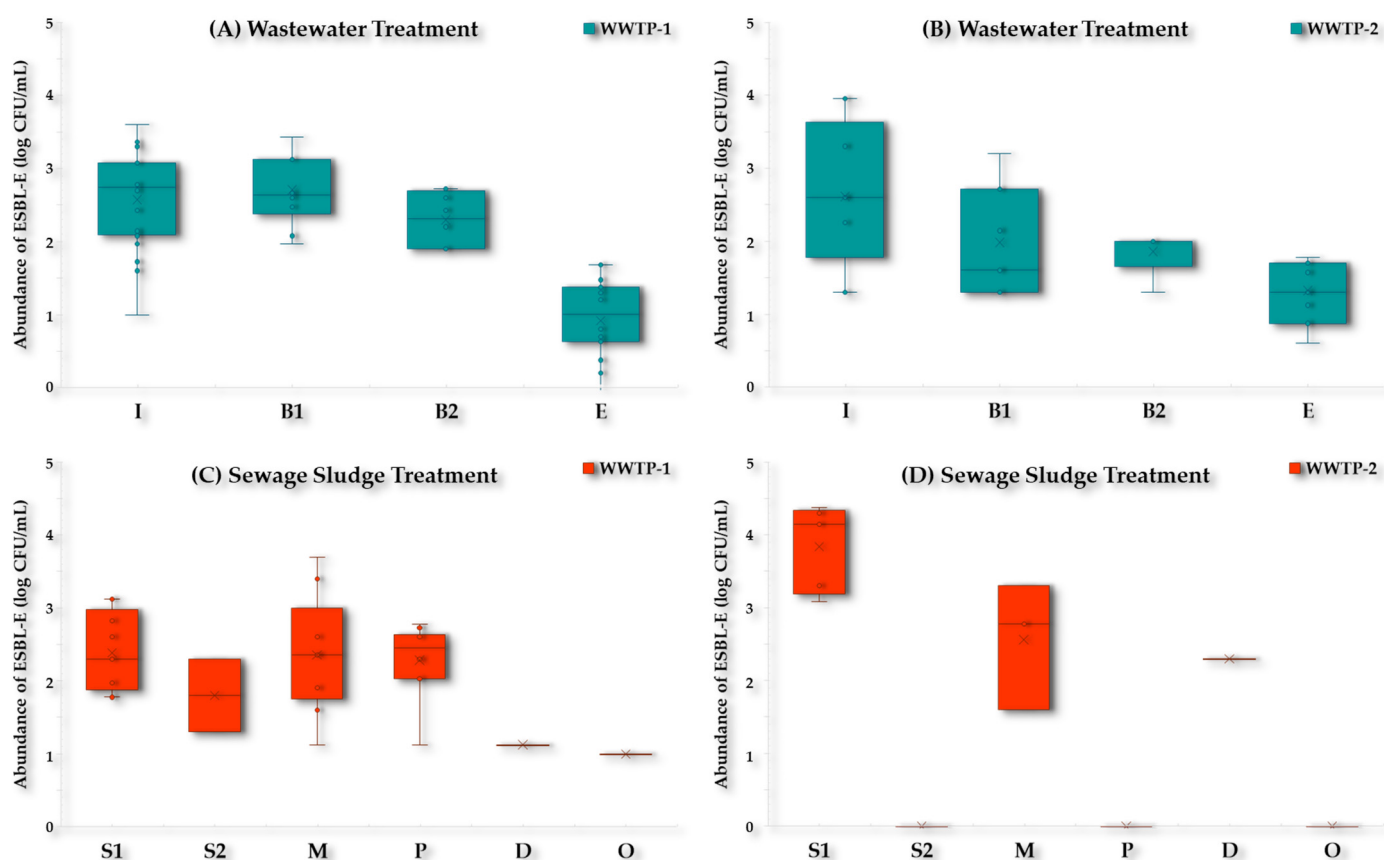 (A) Wastewater Treatment
WWTP-1
Abundance of ESBL-E (log CFU/mL)
5
4
3
2
1
0
I B1 B2 E
(B) Wastewater Treatment
WWTP-2
Abundance of ESBL-E (log CFU/mL)
5
4
3
2
1
0
I B1 B2 E
(C) Sewage Sludge Treatment
WWTP-1
Abundance of ESBL-E (log CFU/mL)
5
4
3
2
1
0
S1 S2 M P D O
(D) Sewage Sludge Treatment
WWTP-2
Abundance of ESBL-E (log CFU/mL)
5
4
3
2
1
0
S1 S2 M P D O